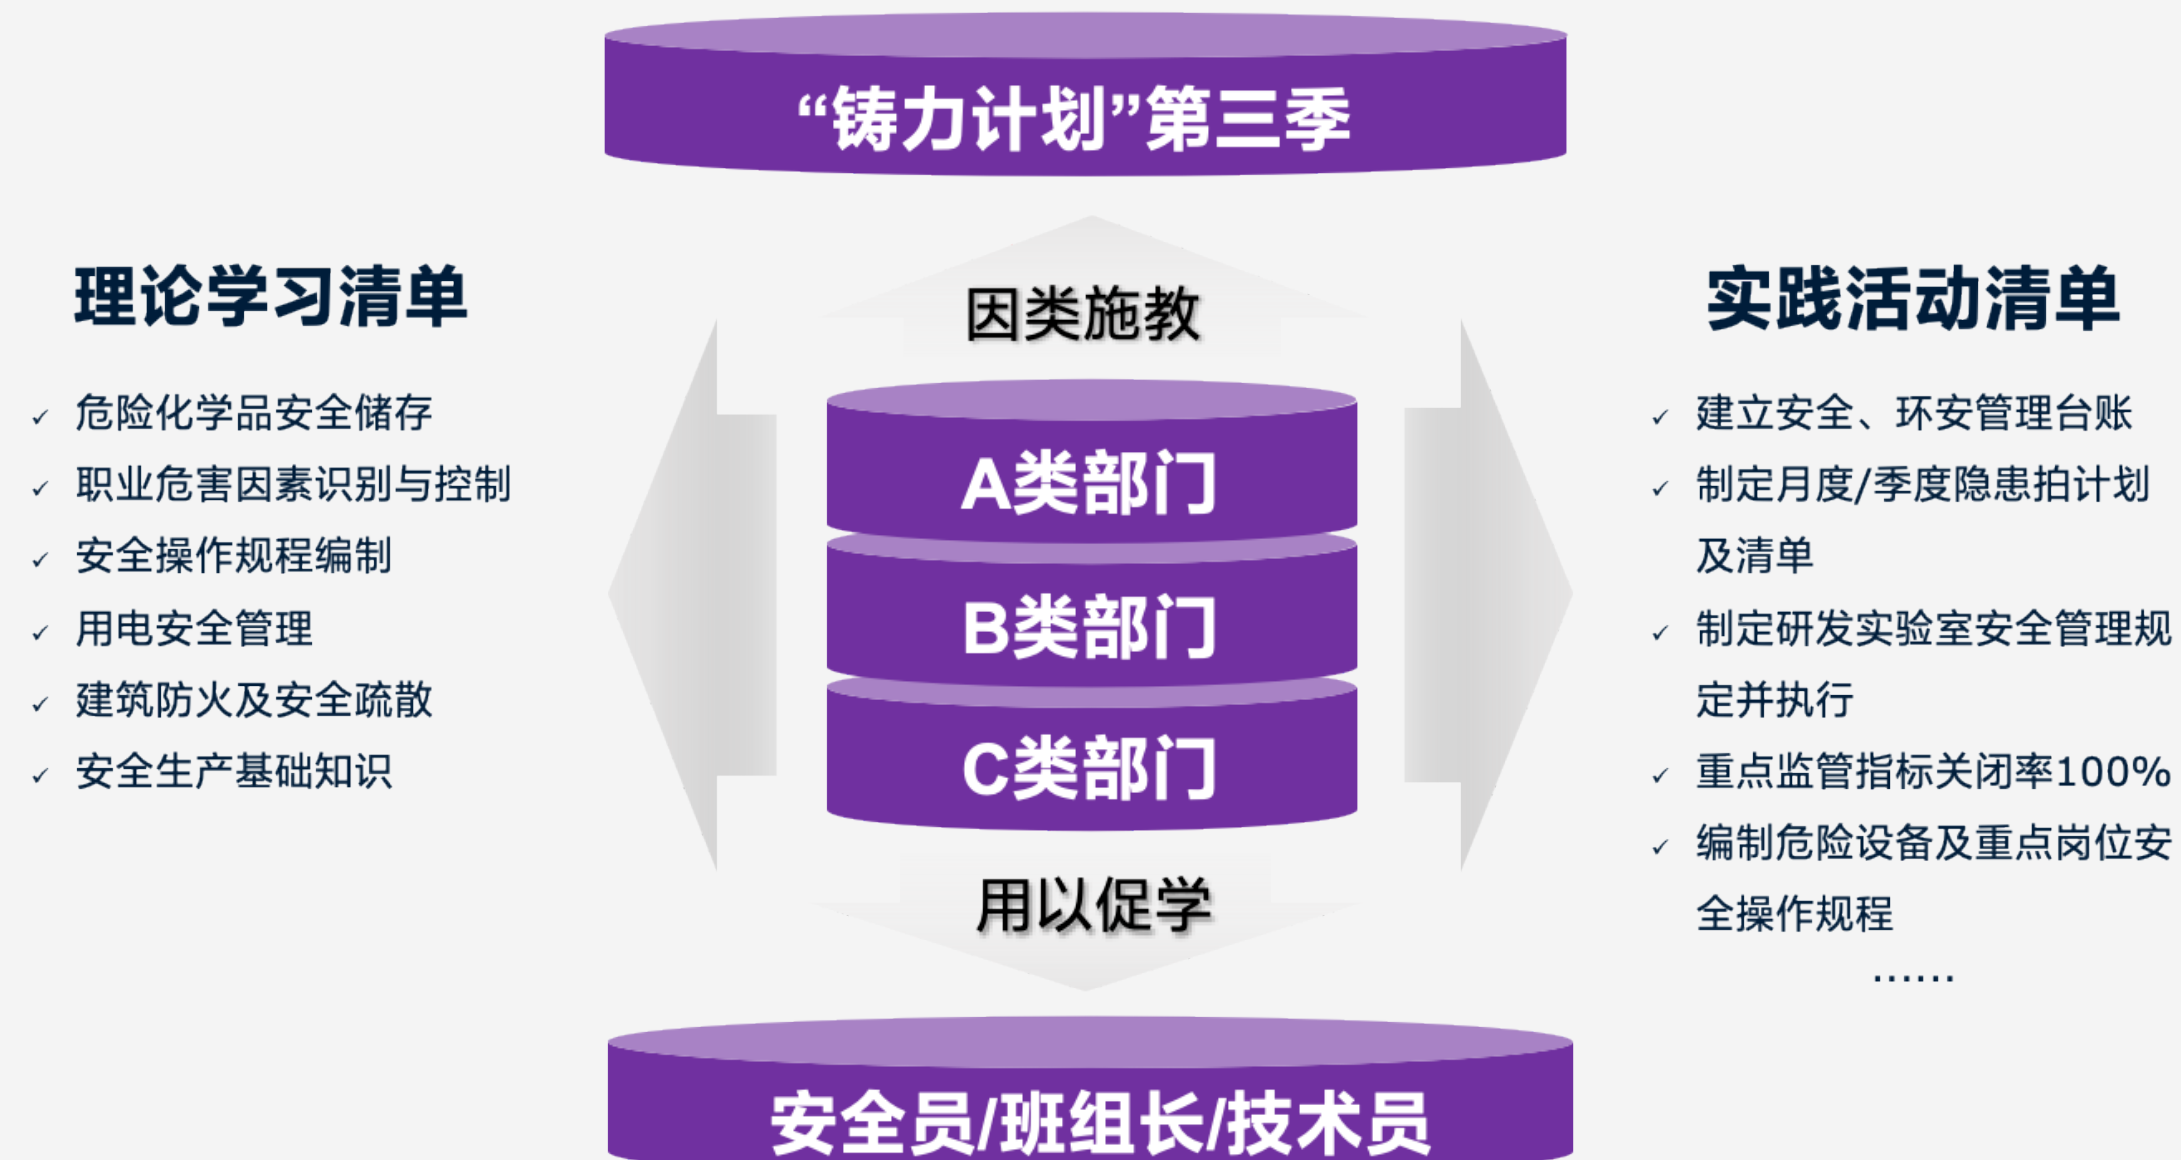 “铸力计划”第三季
理论学习清单
危险化学品安全储存
职业危害因素识别与控制
安全操作规程编制
用电安全管理
建筑防火及安全疏散
安全生产基础知识
因类施教
A类部门
B类部门
C类部门
用以促学
实践活动清单
建立安全、环安管理台账
制定月度/季度隐患拍计划
及清单
制定研发实验室安全管理规
定并执行
重点监管指标关闭率100%
编制危险设备及重点岗位安
全操作规程
……
安全员/班组长/技术员